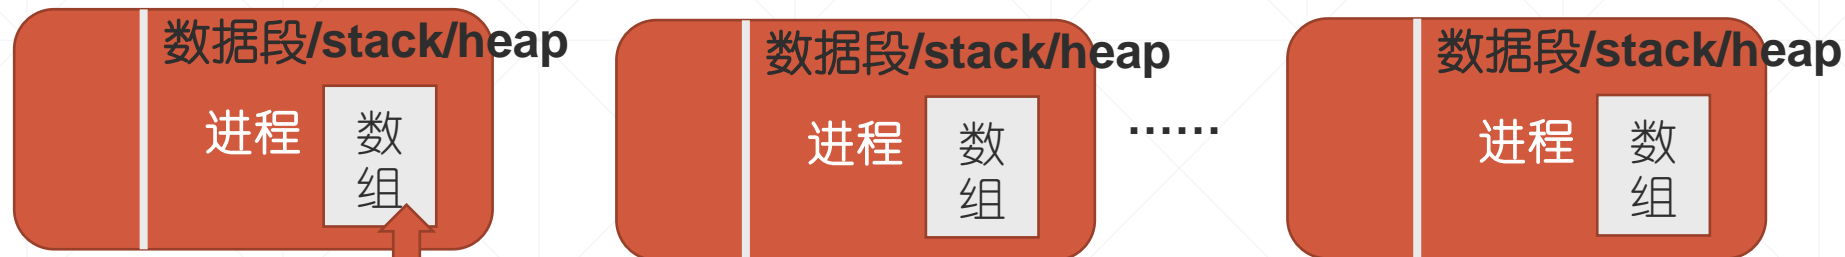 数据段/stack/heap
进程
数
组
数据段/stack/heap
进程
数
组
......
数据段/stack/heap
进程
数
组